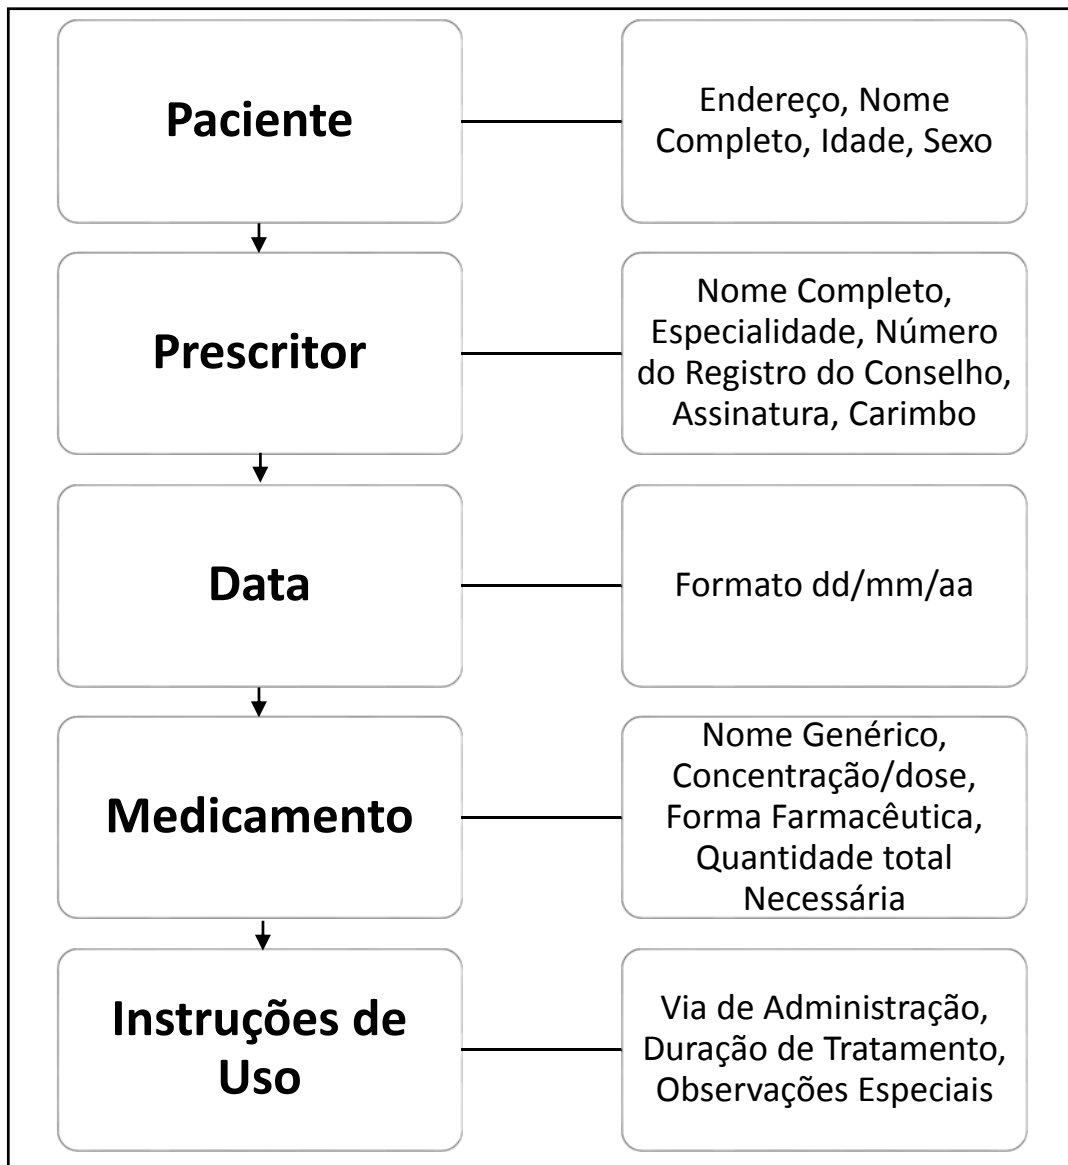 Paciente
Endereço, Nome
Completo, Idade, Sexo
Prescritor
Nome Completo,
Especialidade, Número
do Registro do Conselho,
Assinatura, Carimbo
Data
Formato dd/mm/aa
Medicamento
Nome Genérico,
Concentração/dose,
Forma Farmacêutica,
Quantidade total
Necessária
Instruções de
Uso
Via de Administração,
Duração de Tratamento,
Observações Especiais